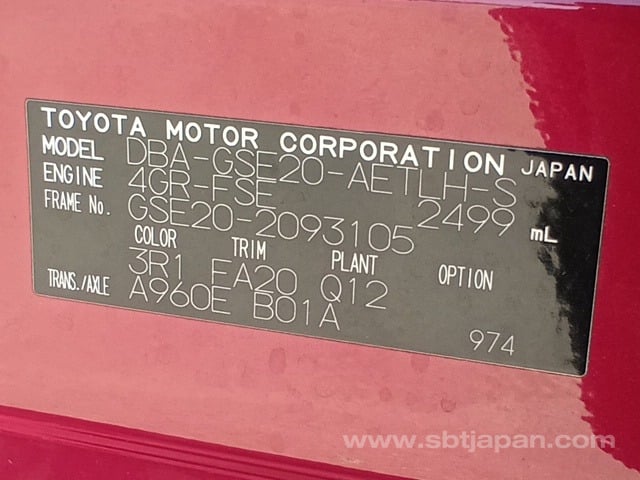 TOYOTA MOTOR CORPORATION JAPAN
MODEL DBA-GSE20-AETLH-S
ENGINE 4GR-FSE 2499 mL
FRAME No. GSE20-2093105
COLOR TRIM PLANT OPTION
3R1 FA20 Q12
TRANS./AXLE A960E B01A
974
www.sbtjapan.com